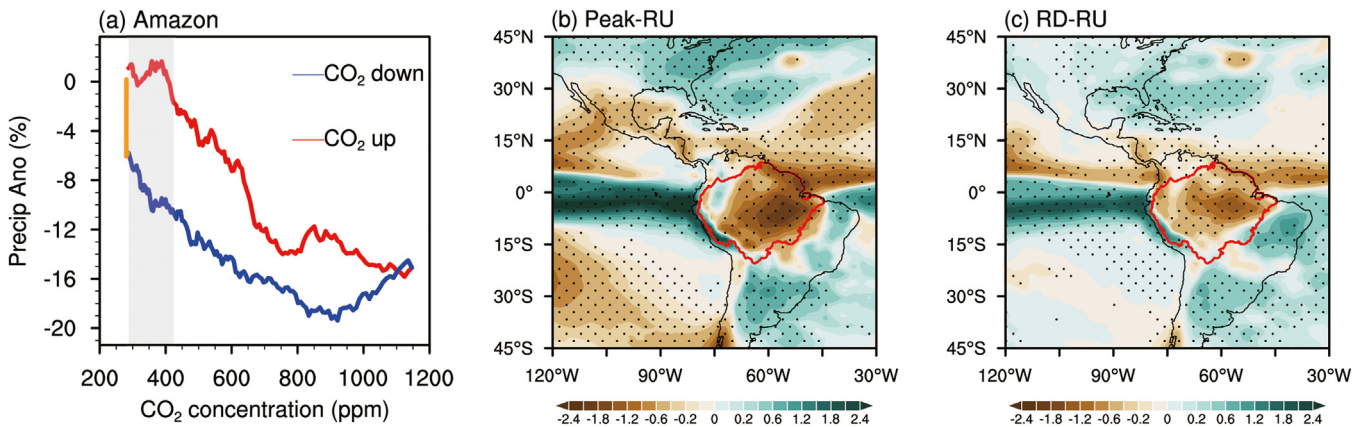 (a) Amazon
Precip Ano (%)
0
-4
-8
-12
-16
-20
CO₂ down
CO₂ up
200 400 600 800 1000 1200
CO₂ concentration (ppm)
(b) Peak-RU
45°N
30°N
15°N
0°
15°S
30°S
45°S
120°W 90°W 60°W 30°W
-2.4 -1.8 -1.2 -0.6 -0.2 0 0.2 0.6 1.2 1.8 2.4
(c) RD-RU
45°N
30°N
15°N
0°
15°S
30°S
45°S
120°W 90°W 60°W 30°W
-2.4 -1.8 -1.2 -0.6 -0.2 0 0.2 0.6 1.2 1.8 2.4